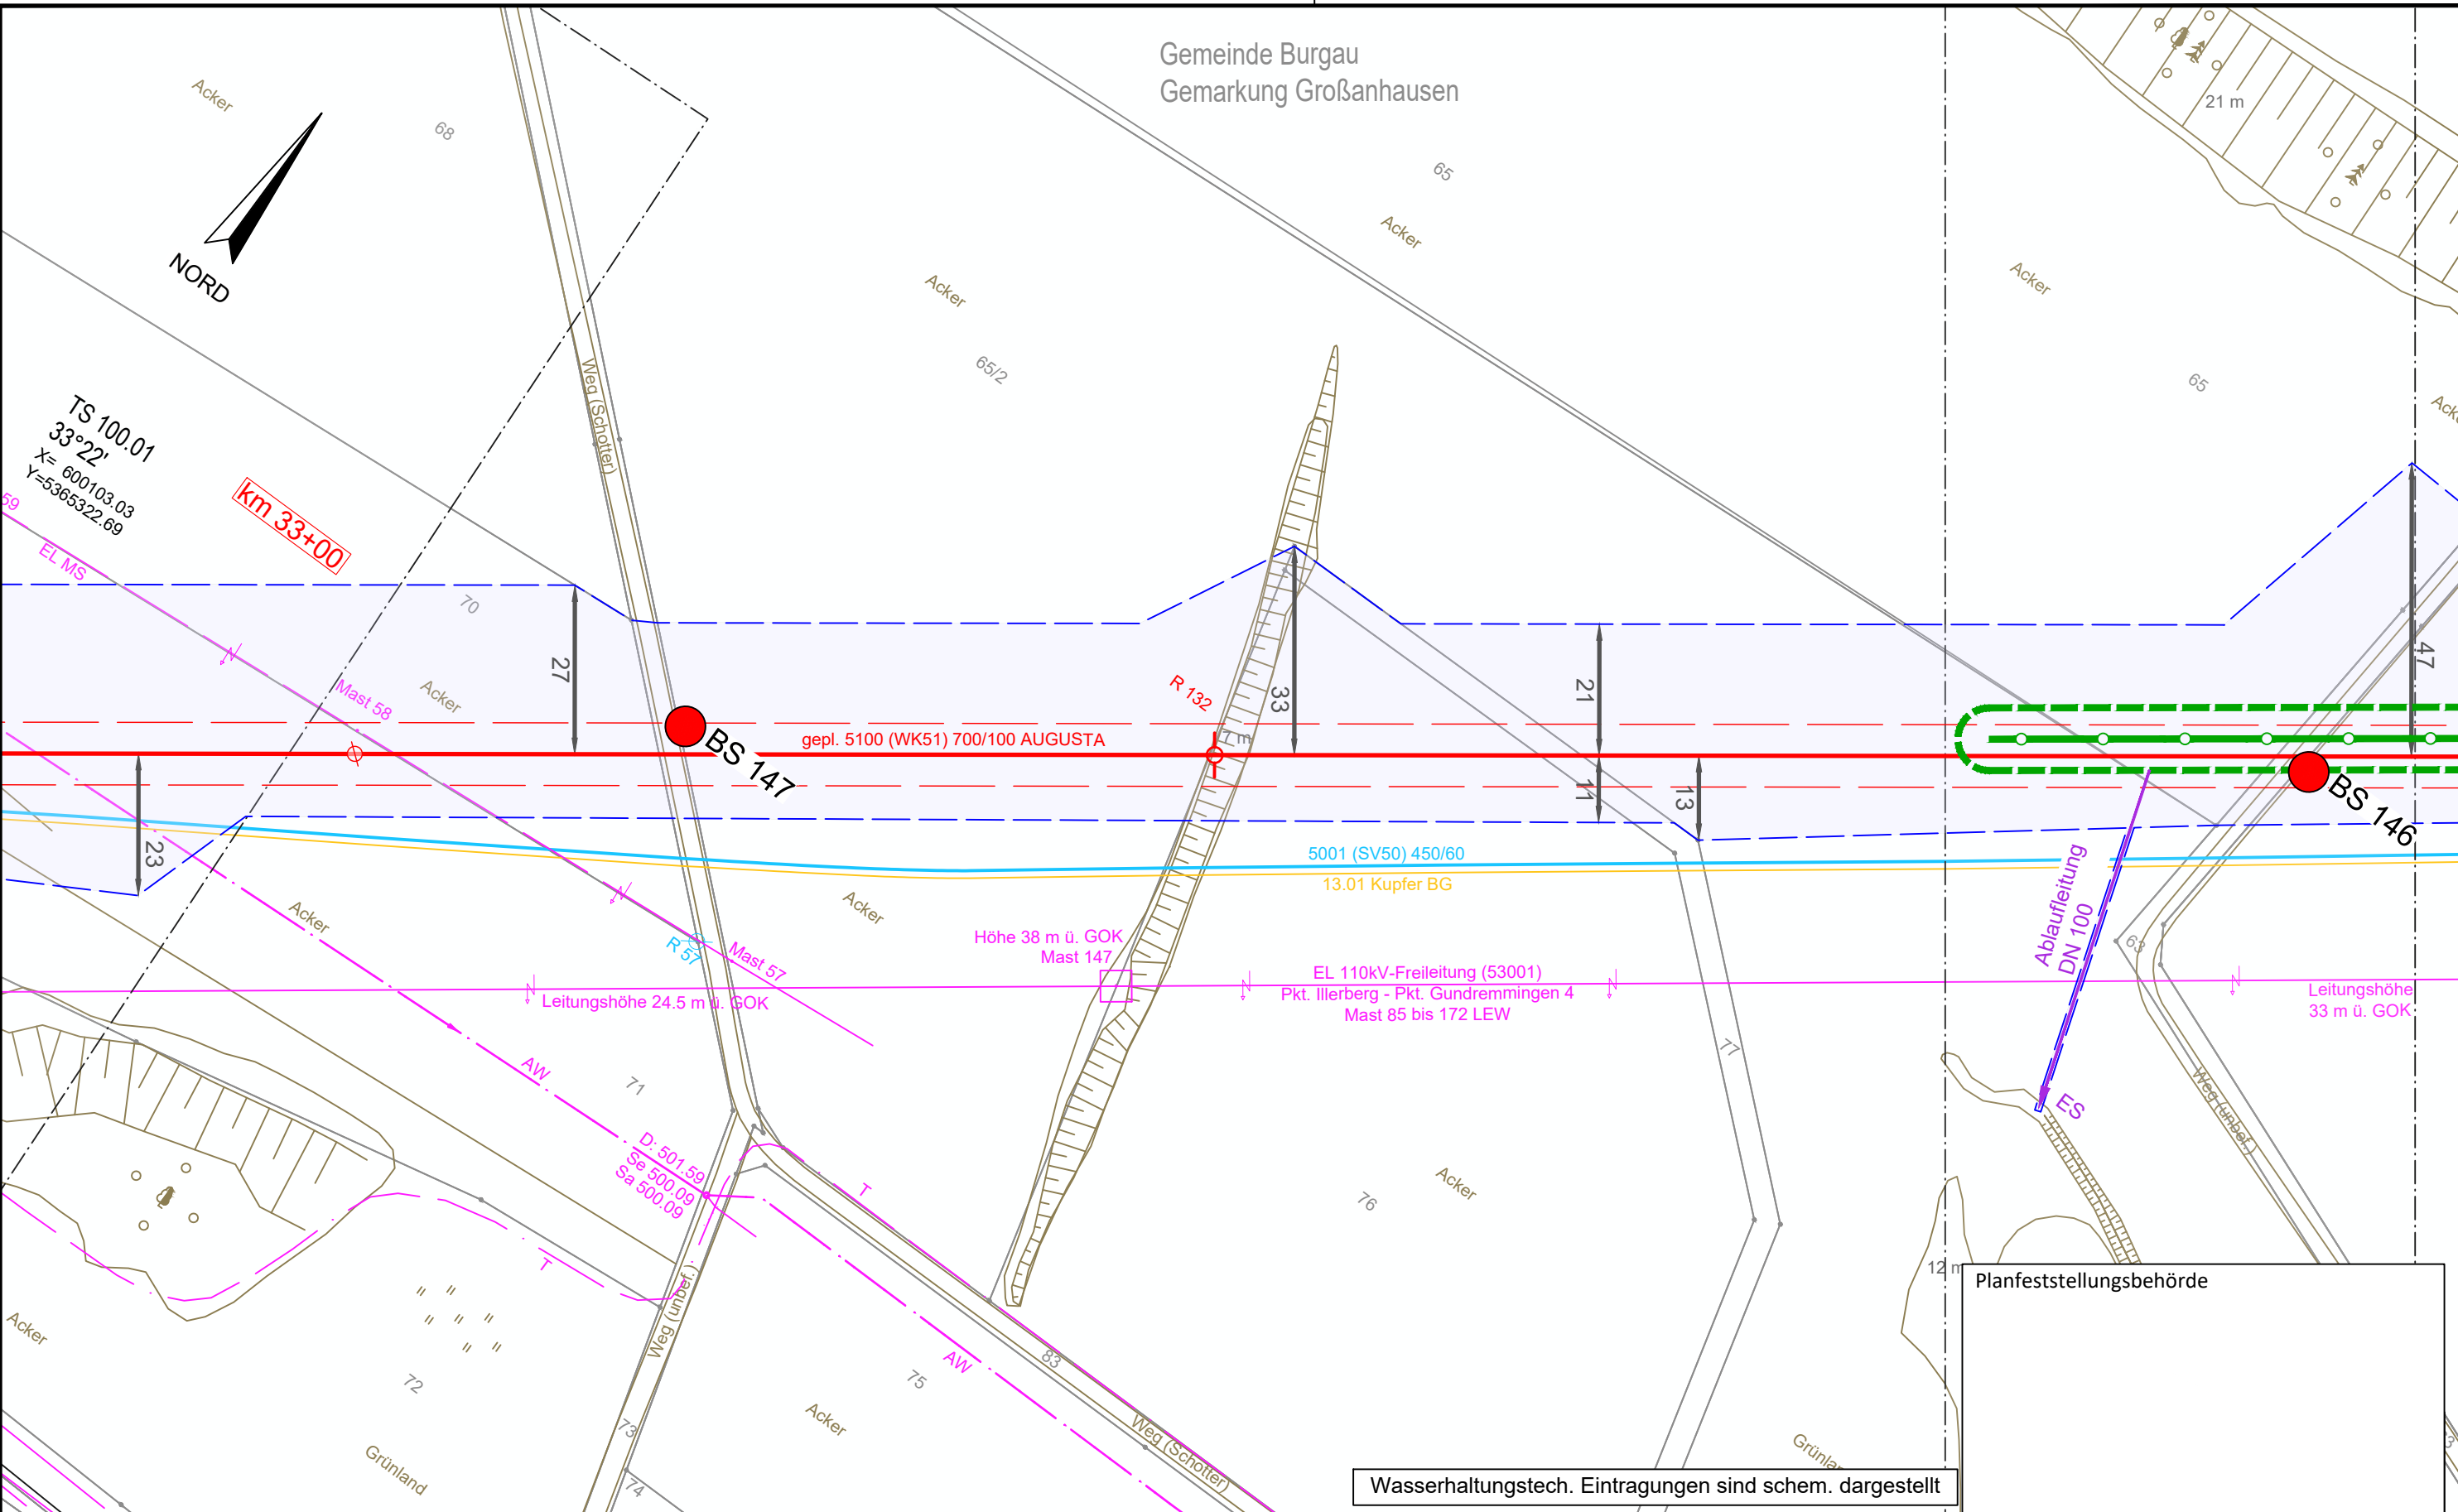 Gemeinde Burgau
Gemarkung Großanhausen
Acker
68
65
Acker
21 m
NORD
Acker
Acker
65/2
65
Weg (Schotter)
TS 100.01
33°22'
X= 600103.03
Y=5365322.69
km 33+00
59
EL MS
70
Acker
Mast 58
27
R 132
33
21
47
gepl. 5100 (WK51) 700/100 AUGUSTA
BS 147
11
13
BS 146
23
5001 (SV50) 450/60
13.01 Kupfer BG
Acker
Acker
R 57
Mast 57
Höhe 38 m ü. GOK
Mast 147
EL 110kV-Freileitung (53001)
Pkt. Illerberg - Pkt. Gundremmingen 4
Mast 85 bis 172 LEW
Leitungshöhe 24.5 m ü. GOK
Ablaufleitung
DN 100
63
Leitungshöhe
33 m ü. GOK
77
AW
71
ES
Weg (unbef.)
D: 501.59
Se 500.09
Sa 500.09
T
T
76
Acker
12 m
Planfeststellungsbehörde
Acker
Weg (unbef.)
72
75
83
AW
Acker
73
74
Grünland
Weg (Schotter)
Wasserhaltungstech. Eintragungen sind schem. dargestellt